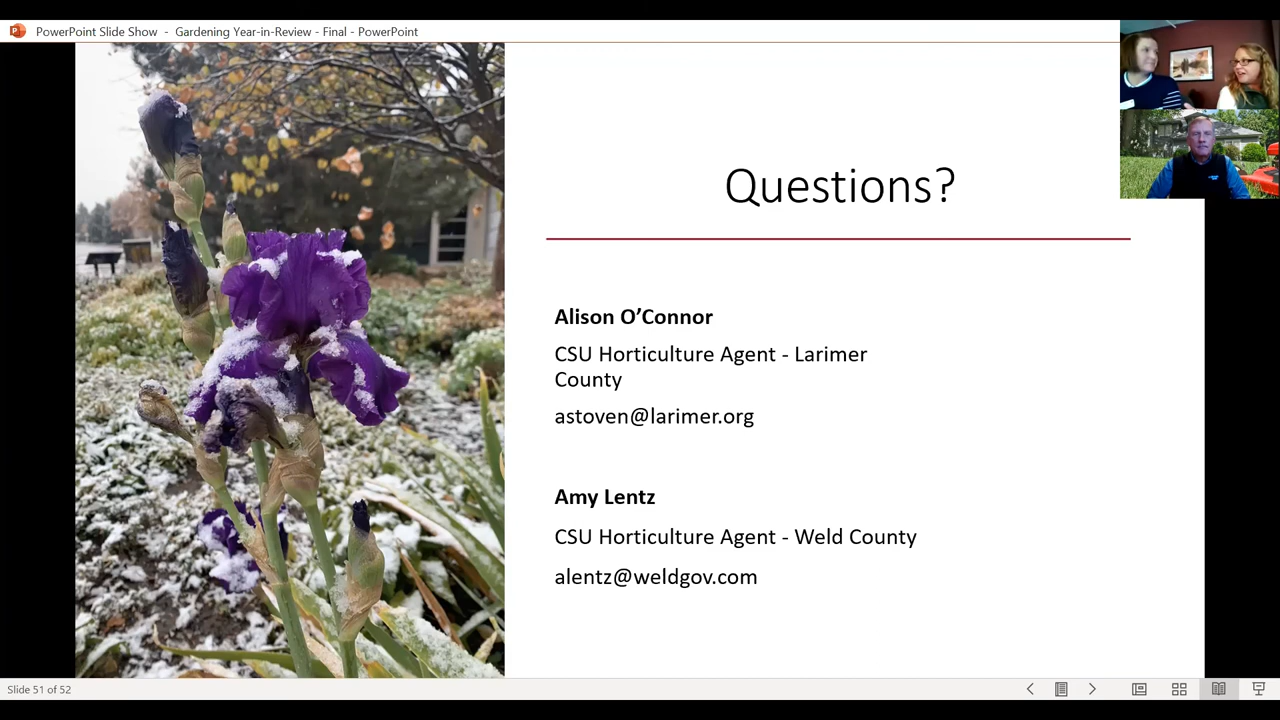 PowerPoint Slide Show - Gardening Year-in-Review - Final - PowerPoint
Questions?
Alison O’Connor
CSU Horticulture Agent - Larimer
County
astoven@larimer.org
Amy Lentz
CSU Horticulture Agent - Weld County
alentz@weldgov.com
Slide 51 of 52